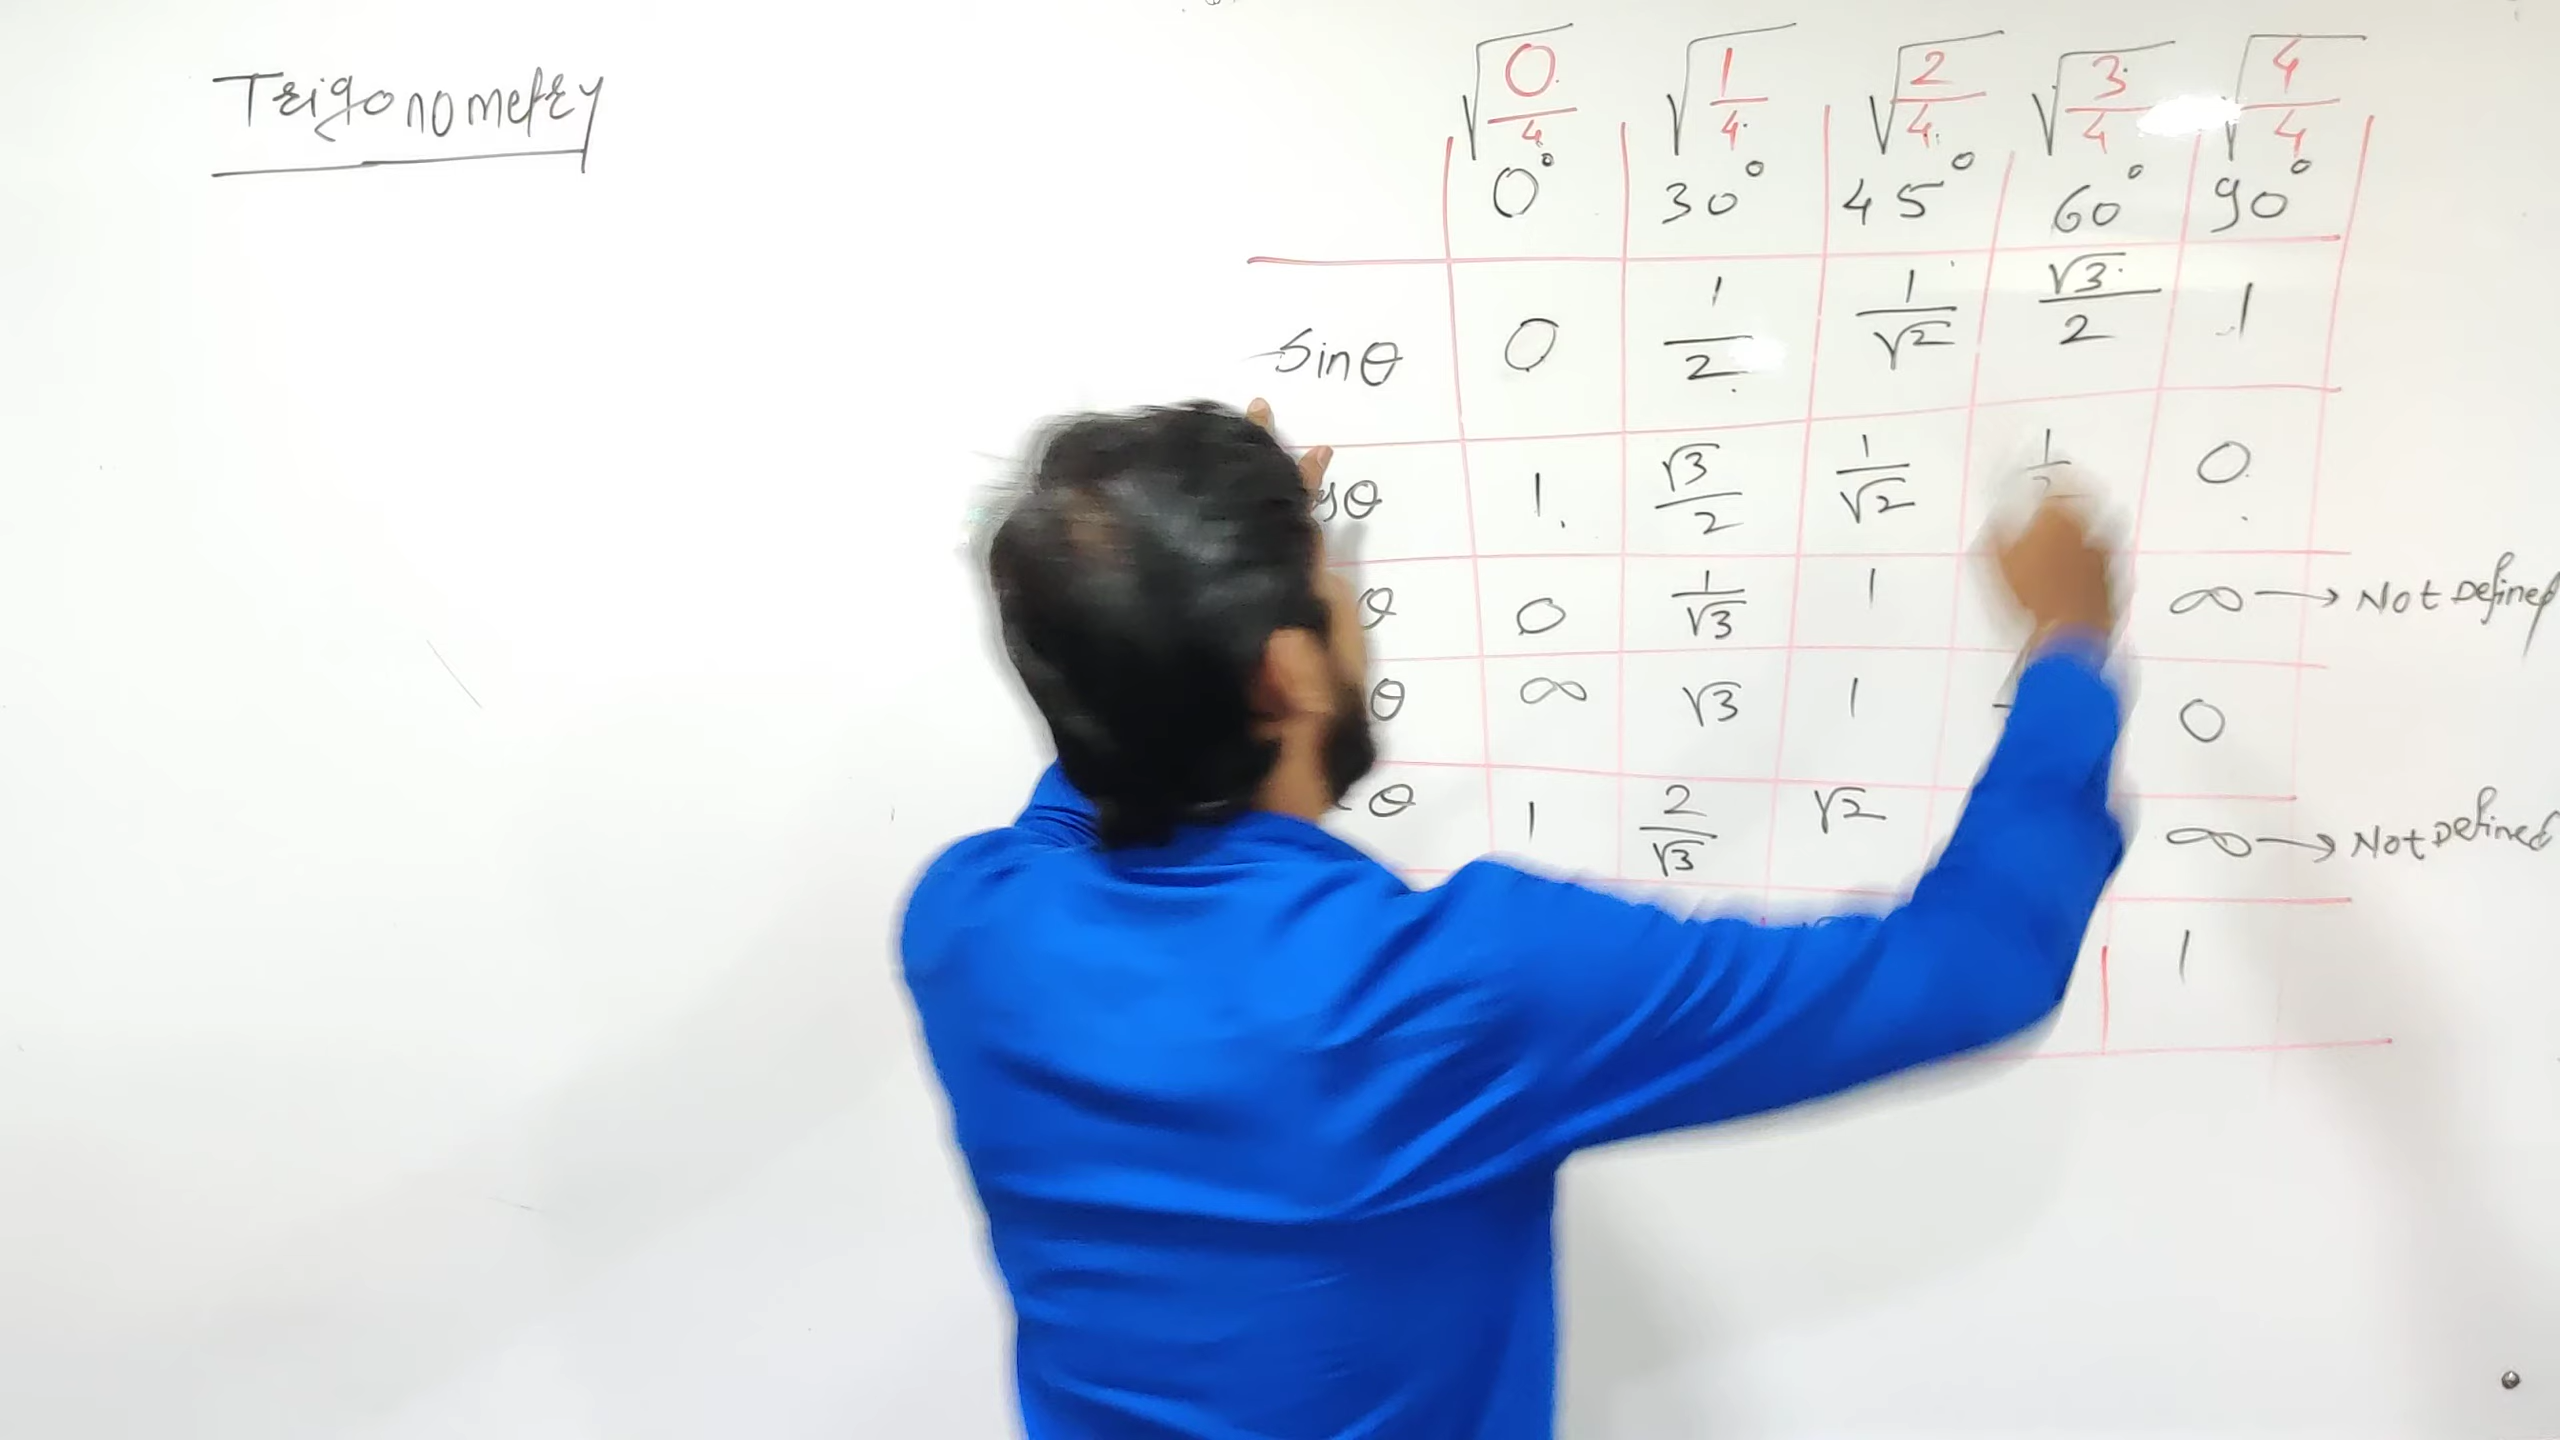 Trigonometry
√0/4 √1/4 √2/4 √3/4 √4/4
0° 30° 45° 60° 90°
Sinθ 0 1/2 1/√2 √3/2 1
θ 1 √3/2 1/√2 0
θ 0 1/√3 1 ∞ → Not Defined
θ ∞ √3 1 0
θ 1 2/√3 √2 ∞ → Not Defined
1